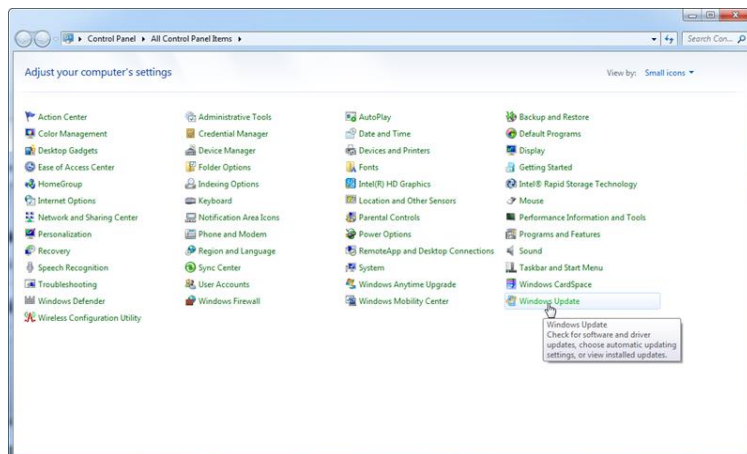 Control Panel ▸ All Control Panel Items ▸
Search Con...
Adjust your computer's settings
View by: Small icons
Action Center
Administrative Tools
AutoPlay
Backup and Restore
Color Management
Credential Manager
Date and Time
Default Programs
Desktop Gadgets
Device Manager
Devices and Printers
Display
Ease of Access Center
Folder Options
Fonts
Getting Started
HomeGroup
Indexing Options
Intel(R) HD Graphics
Intel® Rapid Storage Technology
Internet Options
Keyboard
Location and Other Sensors
Mouse
Network and Sharing Center
Notification Area Icons
Parental Controls
Performance Information and Tools
Personalization
Phone and Modem
Power Options
Programs and Features
Recovery
Region and Language
RemoteApp and Desktop Connections
Sound
Speech Recognition
Sync Center
System
Taskbar and Start Menu
Troubleshooting
User Accounts
Windows Anytime Upgrade
Windows CardSpace
Windows Defender
Windows Firewall
Windows Mobility Center
Windows Update
Wireless Configuration Utility
Windows Update
Check for software and driver
updates, choose automatic updating
settings, or view installed updates.